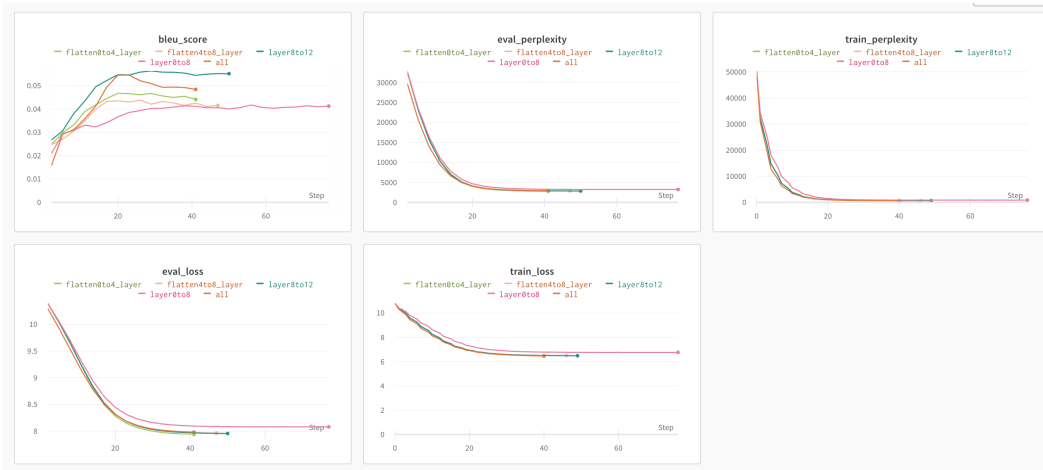 bleu_score
flatten0to4_layer flatten4to8_layer layer8to12
layer0to8 all
0.05
0.04
0.03
0.02
0.01
0
20 40 60
Step
eval_perplexity
flatten0to4_layer flatten4to8_layer layer8to12
layer0to8 all
30000
25000
20000
15000
10000
5000
0
20 40 60
Step
train_perplexity
flatten0to4_layer flatten4to8_layer layer8to12
layer0to8 all
50000
40000
30000
20000
10000
0
0 20 40 60
Step
eval_loss
flatten0to4_layer flatten4to8_layer layer8to12
layer0to8 all
10
9.5
9
8.5
8
20 40 60
Step
train_loss
flatten0to4_layer flatten4to8_layer layer8to12
layer0to8 all
10
8
6
4
2
0
0 20 40 60
Step